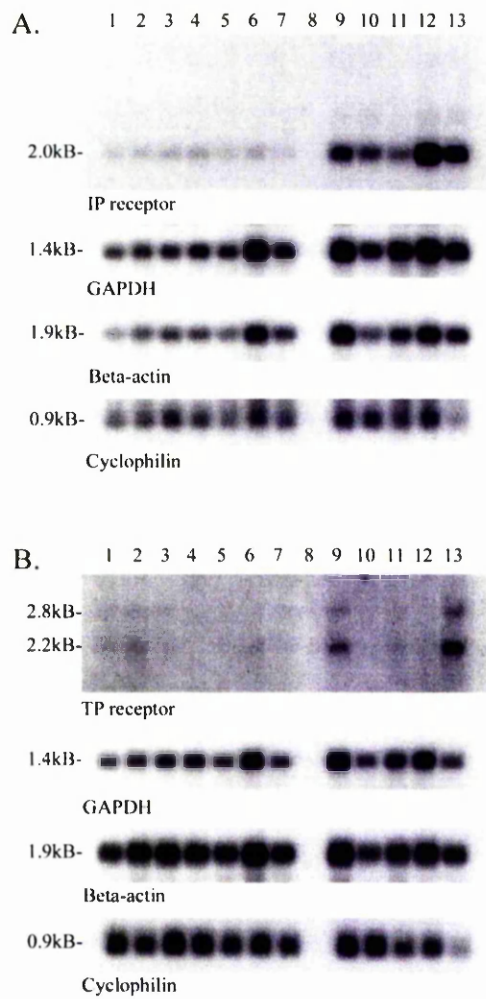 A.
1 2 3 4 5 6 7 8 9 10 11 12 13
2.0kB-
IP receptor
1.4kB-
GAPDH
1.9kB-
Beta-actin
0.9kB-
Cyclophilin
B.
1 2 3 4 5 6 7 8 9 10 11 12 13
2.8kB-
2.2kB-
TP receptor
1.4kB-
GAPDH
1.9kB-
Beta-actin
0.9kB-
Cyclophilin